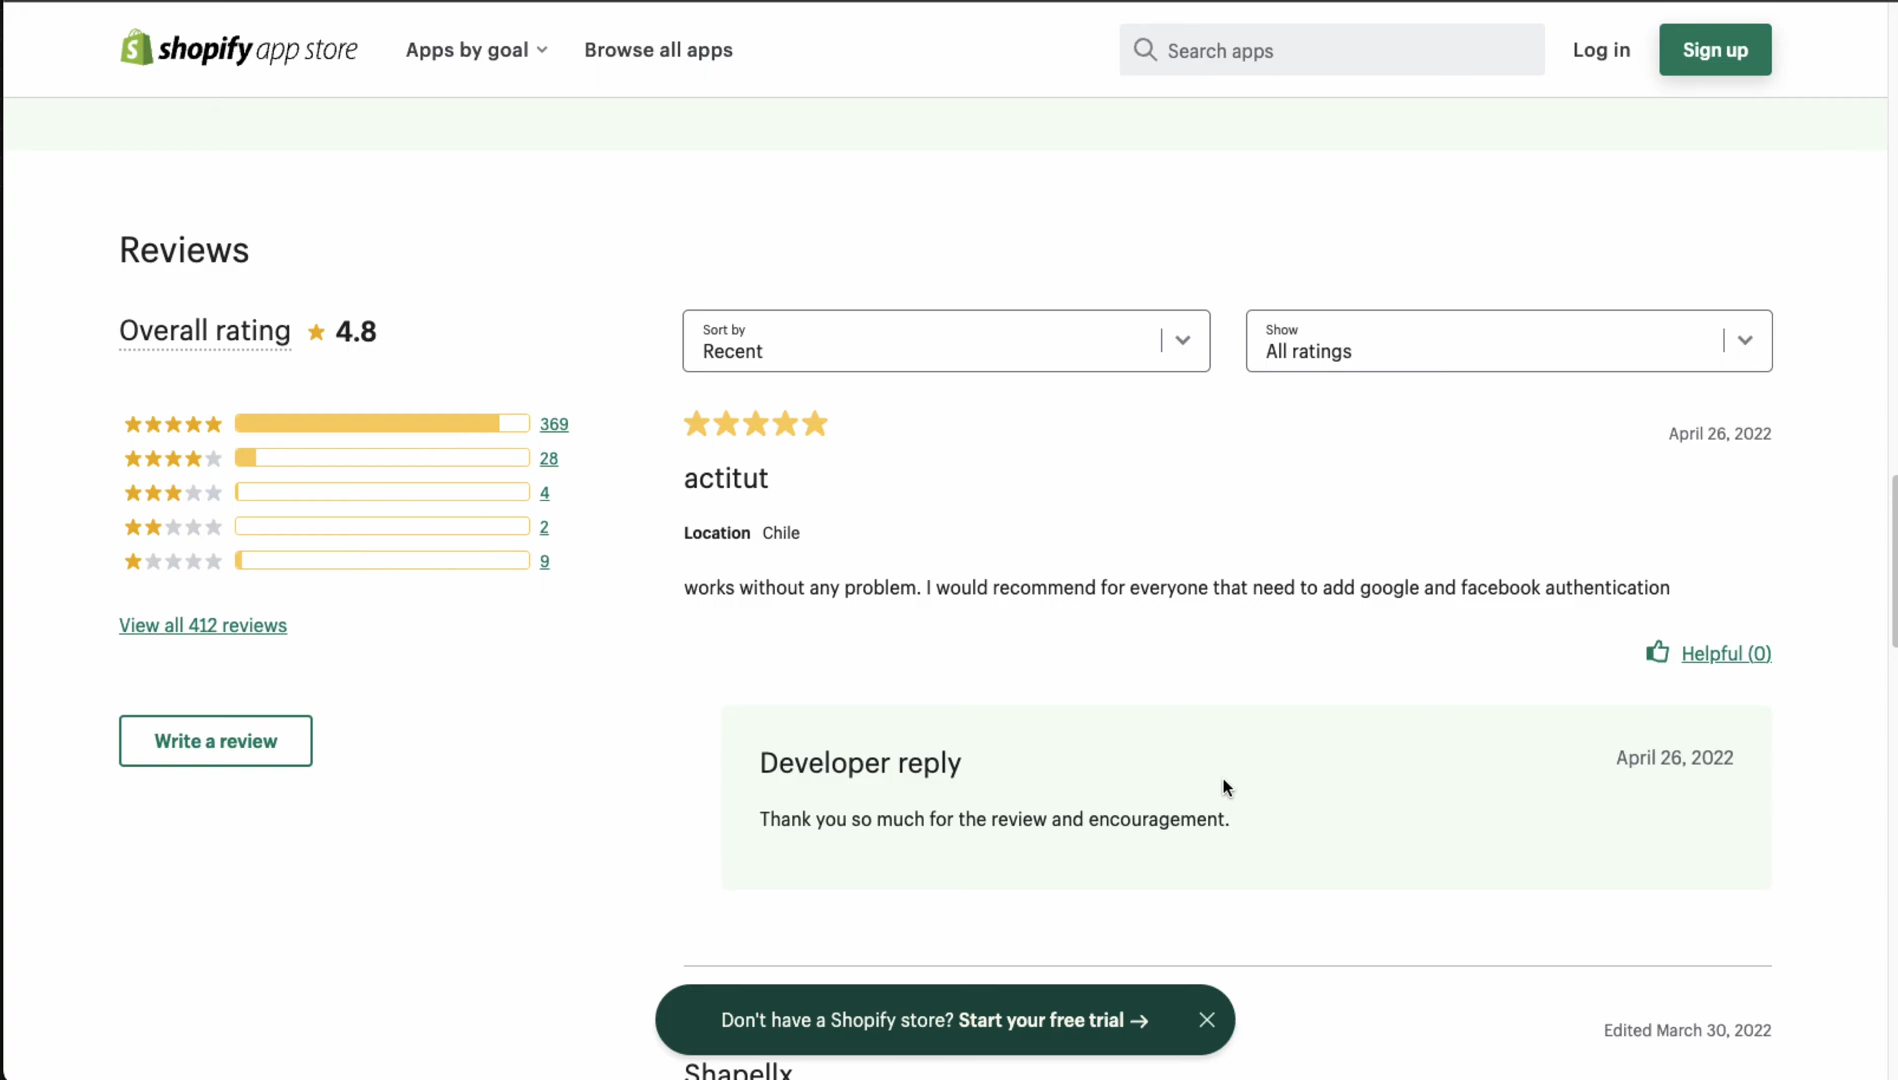 shopify app store
Apps by goal
Browse all apps
Search apps
Log in
Sign up
Reviews
Overall rating 4.8
369
28
4
2
9
View all 412 reviews
Write a review
Sort by
Recent
Show
All ratings
April 26, 2022
actitut
Location Chile
works without any problem. I would recommend for everyone that need to add google and facebook authentication
Helpful (0)
Developer reply
April 26, 2022
Thank you so much for the review and encouragement.
Don't have a Shopify store? Start your free trial →
Edited March 30, 2022
Shapellx